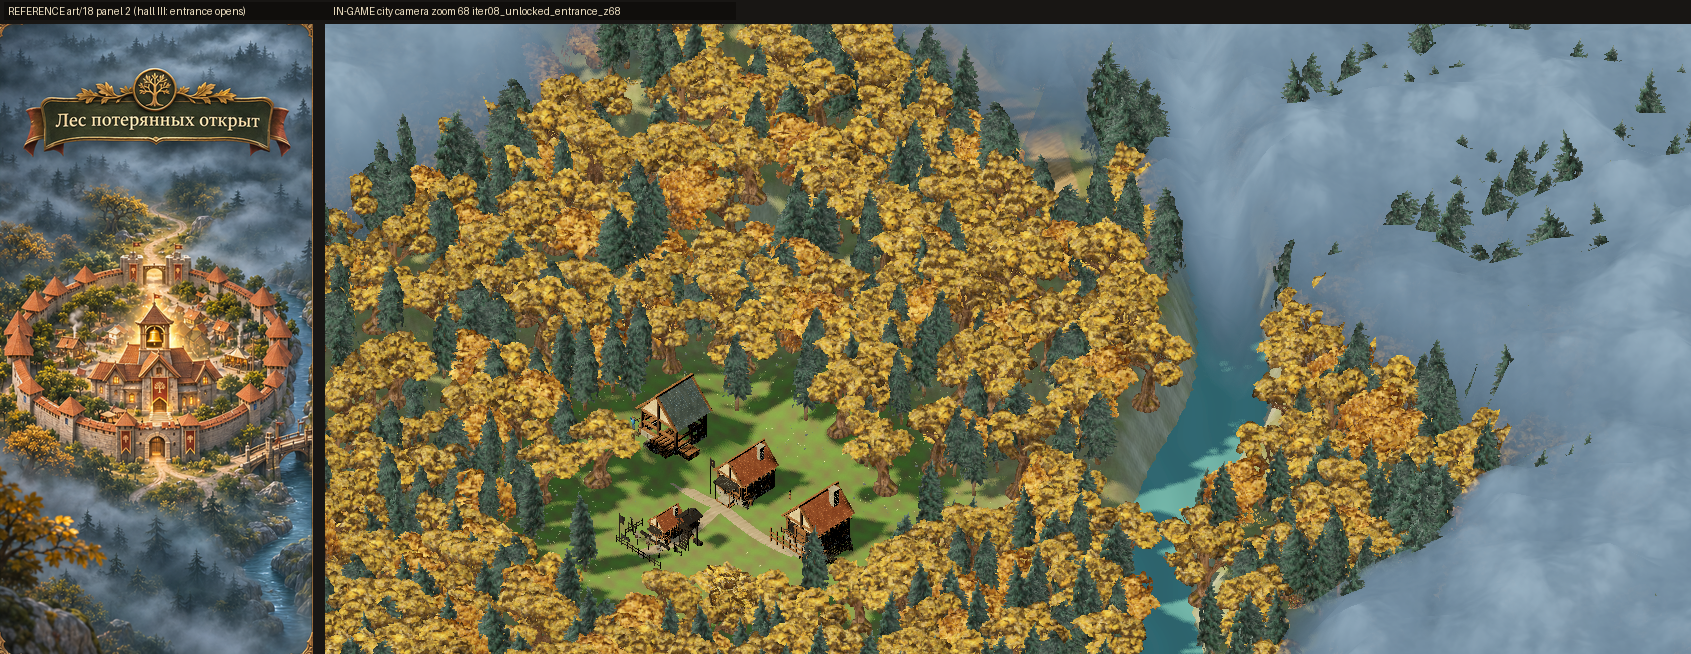 REFERENCE art/18 panel 2 (hall III: entrance opens)
IN-GAME city camera zoom 68 iter08_unlocked_entrance_z68
Лес потерянных открыт